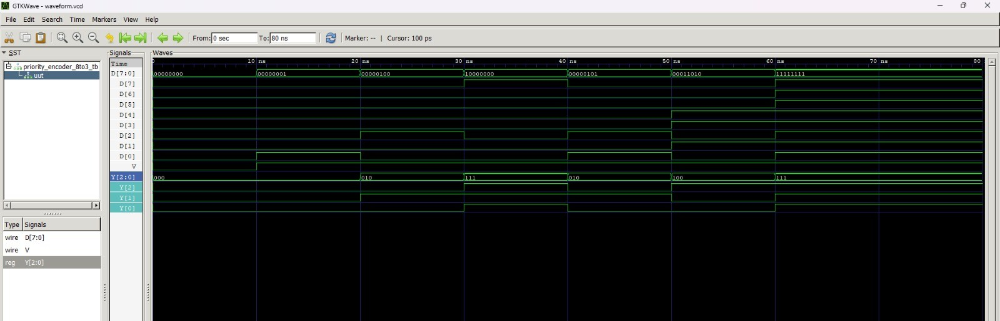 GTKWave - waveform.vcd
File Edit Search Time Markers View Help
From: 0 sec To: 80 ns Marker: -- | Cursor: 100 ps
SST
priority_encoder_8to3_tb
uut
Type Signals
wire D[7:0]
wire V
reg Y[2:0]
Signals
Time
D[7:0]
D[7]
D[6]
D[5]
D[4]
D[3]
D[2]
D[1]
D[0]
V
Y[2:0]
Y[2]
Y[1]
Y[0]
Waves
10 ns 20 ns 30 ns 40 ns 50 ns 60 ns 70 ns 80
00000000 00000001 00000100 10000000 00000101 00011010 11111111
000 010 111 010 100 111